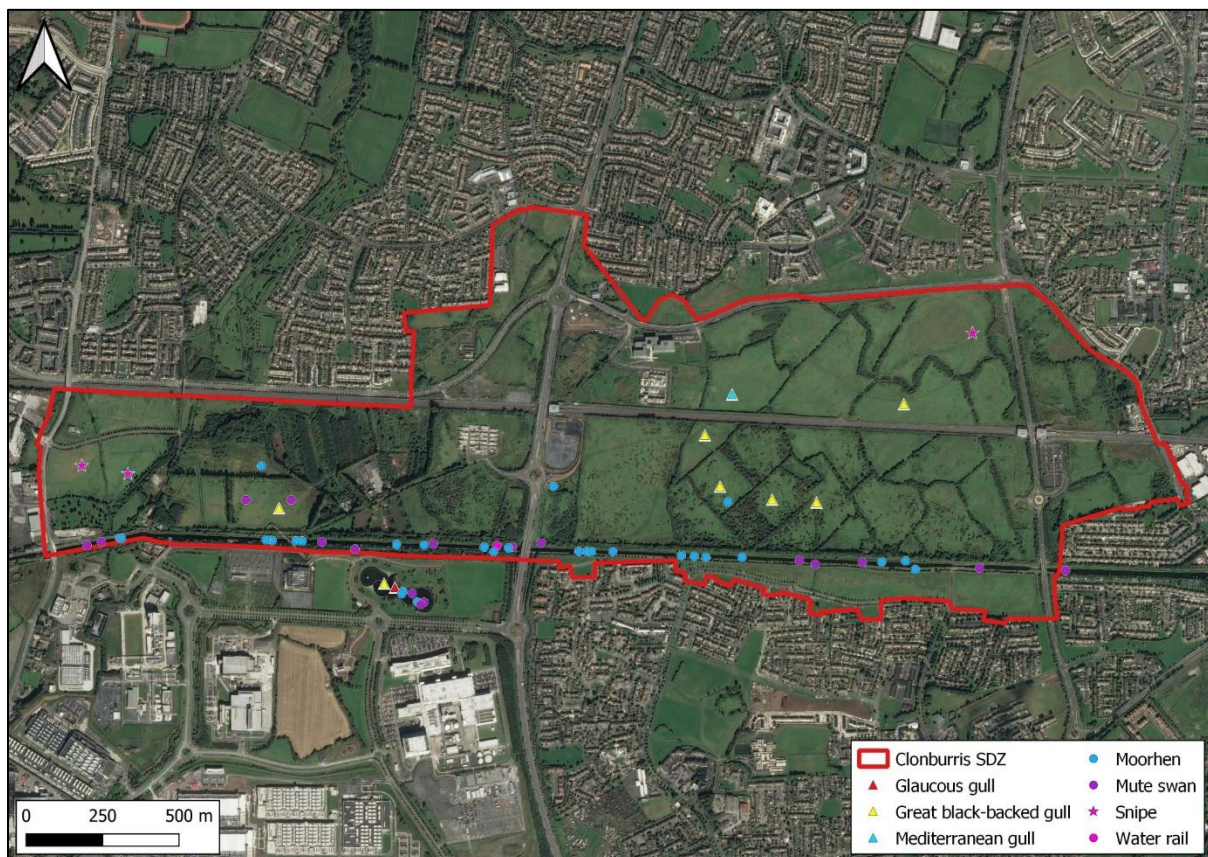 Clonburris SDZ
Glaucous gull
Great black-backed gull
Mediterranean gull
Moorhen
Mute swan
Snipe
Water rail
0 250 500 m